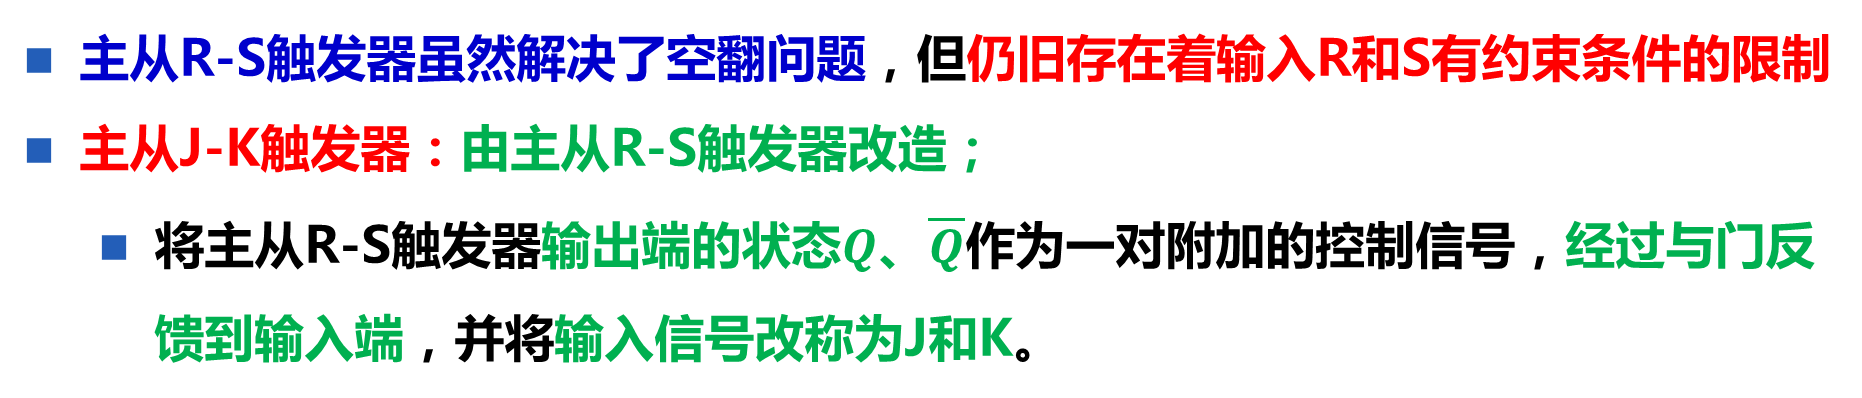 主从R-S触发器虽然解决了空翻问题，但仍旧存在着输入R和S有约束条件的限制
主从J-K触发器：由主从R-S触发器改造；
将主从R-S触发器输出端的状态Q、Q̅作为一对附加的控制信号，经过与门反
馈到输入端，并将输入信号改称为J和K。